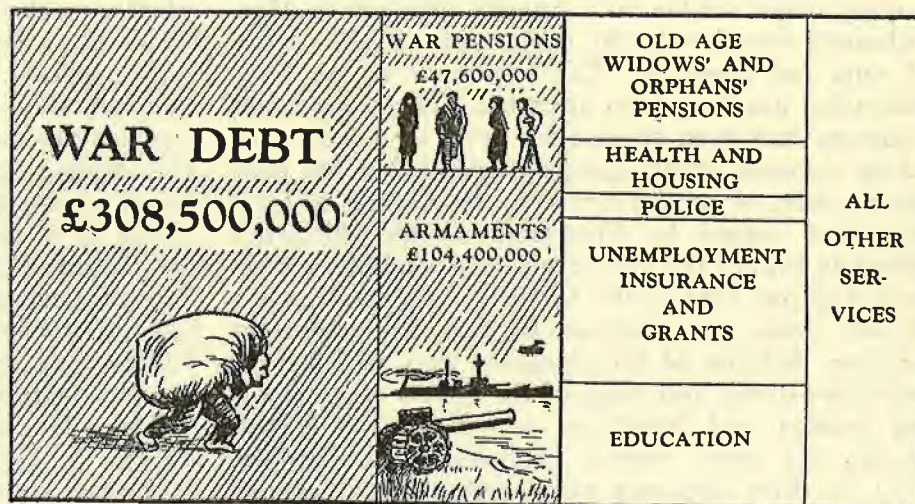 WAR DEBT
£308,500,000
WAR PENSIONS
£47,600,000
ARMAMENTS
£104,400,000
OLD AGE
WIDOWS' AND
ORPHANS'
PENSIONS
HEALTH AND
HOUSING
POLICE
UNEMPLOYMENT
INSURANCE
AND
GRANTS
EDUCATION
ALL
OTHER
SER-
VICES